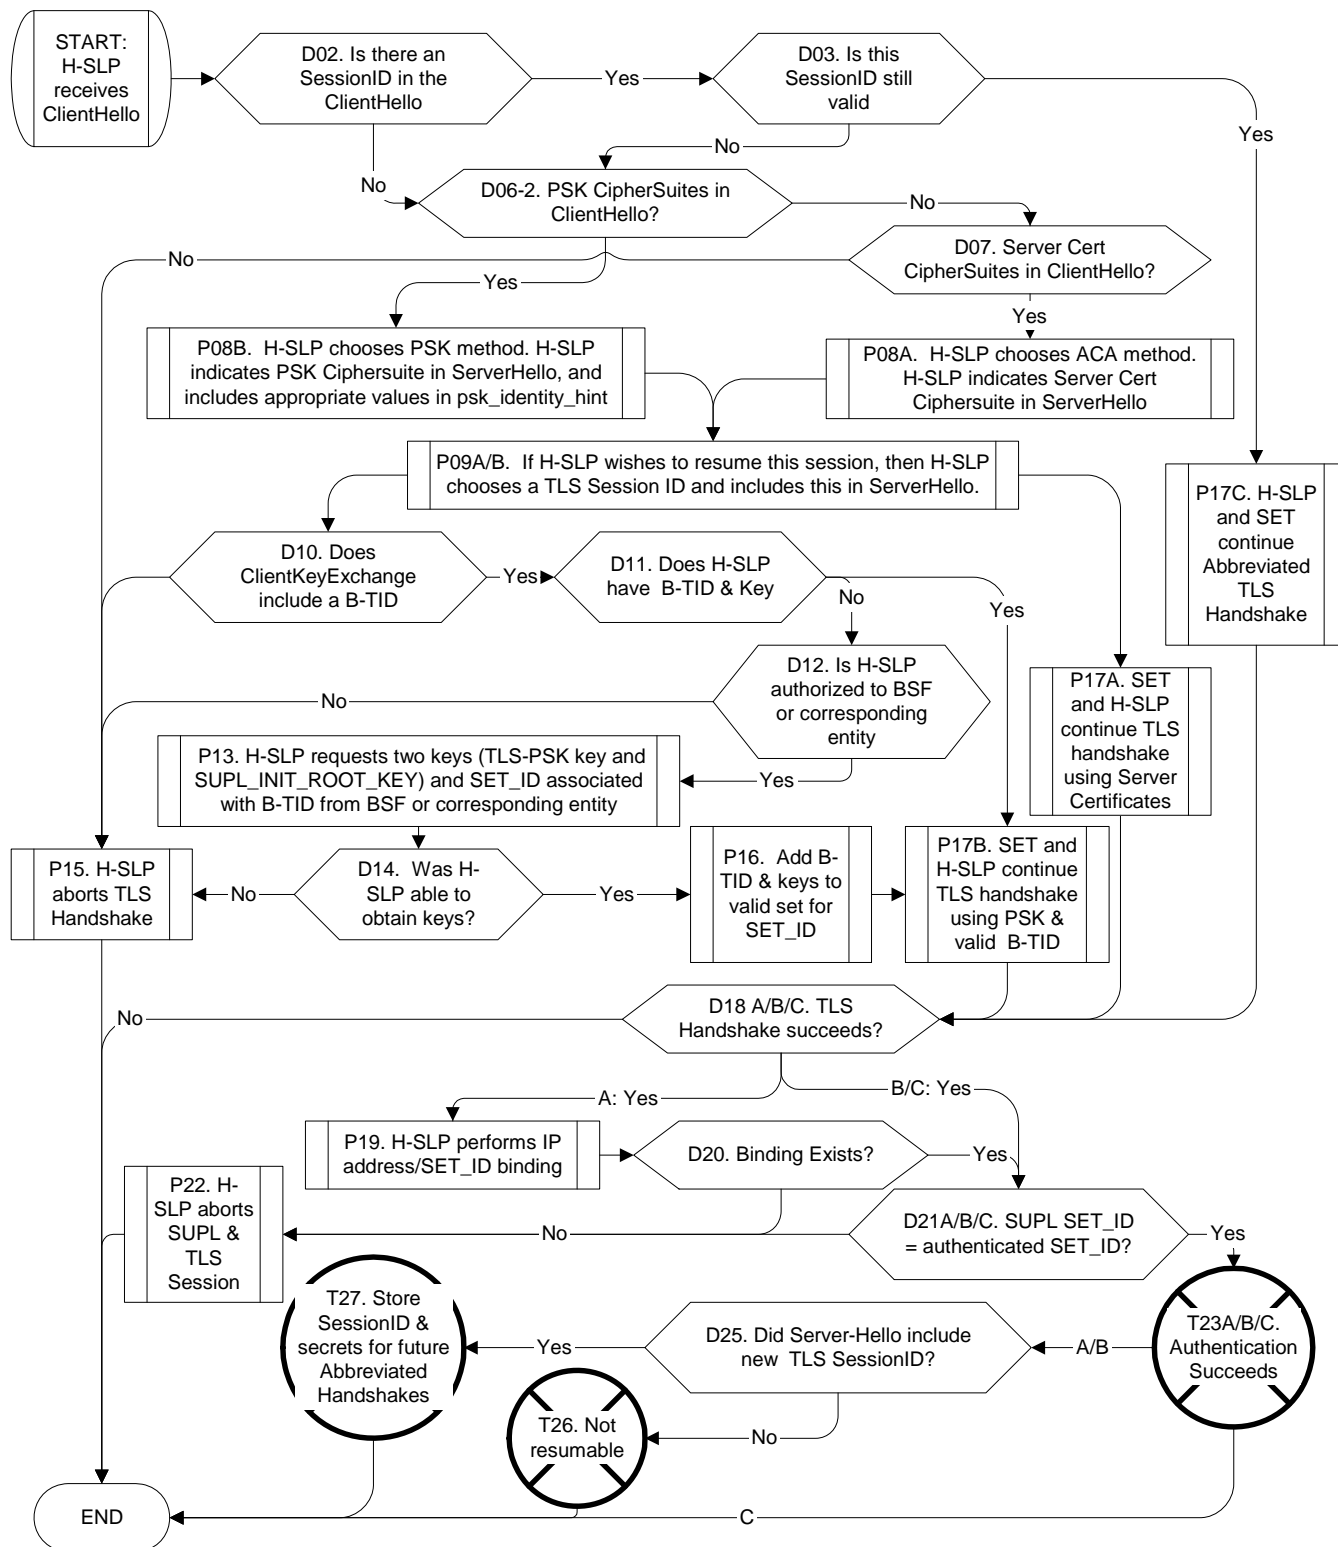 START:
H-SLP
receives
ClientHello
D02. Is there an
SessionID in the
ClientHello
Yes
D03. Is this
SessionID still
valid
Yes
No
No
D06-2. PSK CipherSuites in
ClientHello?
No
D07. Server Cert
CipherSuites in ClientHello?
No
Yes
Yes
P08B. H-SLP chooses PSK method. H-SLP
indicates PSK Ciphersuite in ServerHello, and
includes appropriate values in psk_identity_hint
P08A. H-SLP chooses ACA method.
H-SLP indicates Server Cert
Ciphersuite in ServerHello
P09A/B. If H-SLP wishes to resume this session, then H-SLP
chooses a TLS Session ID and includes this in ServerHello.
P17C. H-SLP
and SET
continue
Abbreviated
TLS
Handshake
D10. Does
ClientKeyExchange
include a B-TID
Yes
D11. Does H-SLP
have B-TID & Key
No
Yes
D12. Is H-SLP
authorized to BSF
or corresponding
entity
No
Yes
P17A. SET
and H-SLP
continue TLS
handshake
using Server
Certificates
P13. H-SLP requests two keys (TLS-PSK key and
SUPL_INIT_ROOT_KEY) and SET_ID associated
with B-TID from BSF or corresponding entity
P15. H-SLP
aborts TLS
Handshake
No
D14. Was H-
SLP able to
obtain keys?
Yes
P16. Add B-
TID & keys to
valid set for
SET_ID
P17B. SET and
H-SLP continue
TLS handshake
using PSK &
valid B-TID
No
D18 A/B/C. TLS
Handshake succeeds?
A: Yes
B/C: Yes
P19. H-SLP performs IP
address/SET_ID binding
D20. Binding Exists?
Yes
P22. H-
SLP aborts
SUPL &
TLS
Session
No
D21A/B/C. SUPL SET_ID
= authenticated SET_ID?
Yes
T27. Store
SessionID &
secrets for future
Abbreviated
Handshakes
Yes
D25. Did Server-Hello include
new TLS SessionID?
A/B
T23A/B/C.
Authentication
Succeeds
T26. Not
resumable
No
END
C